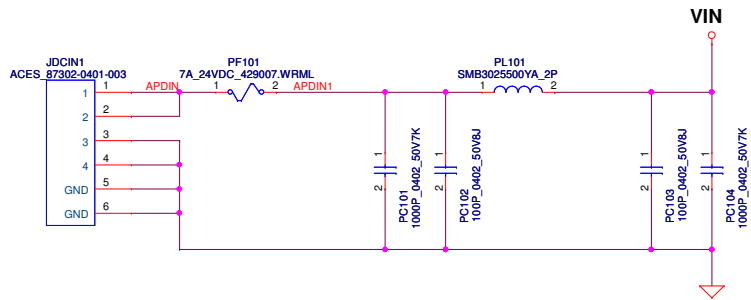 VIN
JDCIN1
ACES_87302-0401-003
PF101
7A_24VDC_429007.WRML
PL101
SMB3025500YA_2P
1 1 APDIN 1 2 APDIN1 1 2
2 2
3 3
4 4
GND 5
GND 6
1
2
PC101
1000P_0402_50V7K
1
2
PC102
100P_0402_50V8J
1
2
PC103
100P_0402_50V8J
1
2
PC104
1000P_0402_50V7K